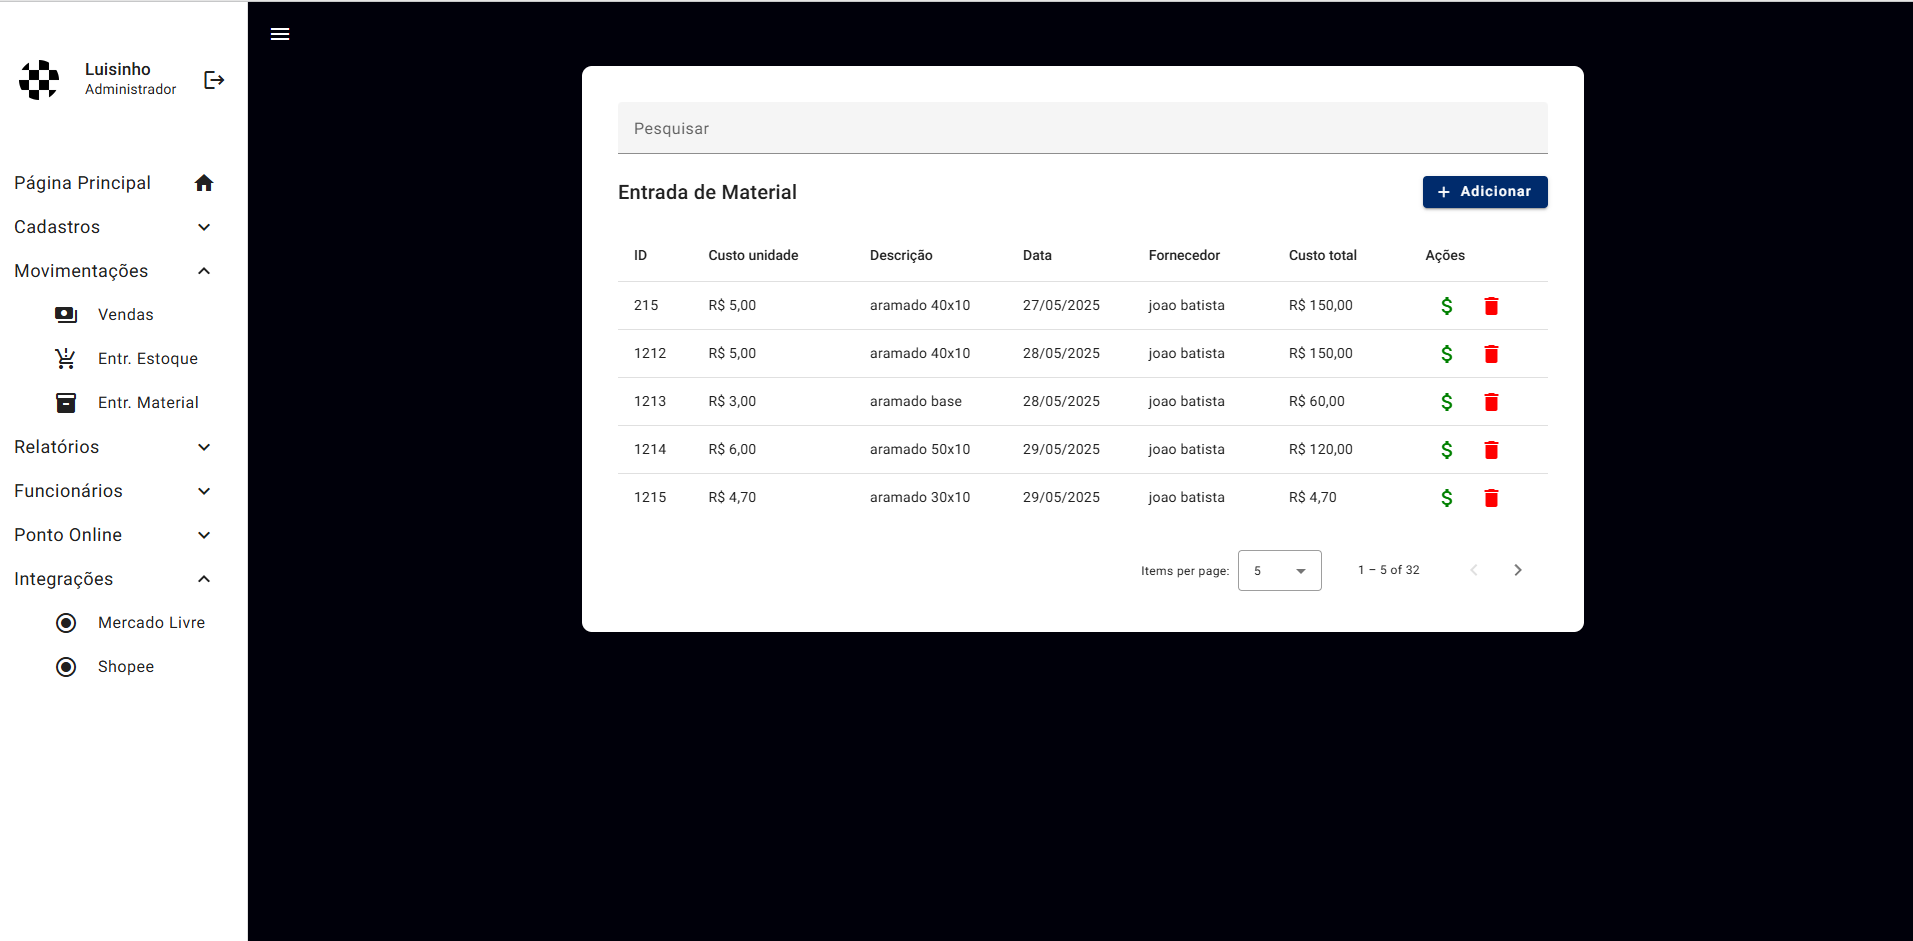 Luisinho
Administrador
Página Principal
Cadastros
Movimentações
Vendas
Entr. Estoque
Entr. Material
Relatórios
Funcionários
Ponto Online
Integrações
Mercado Livre
Shopee
Pesquisar
Entrada de Material
+ Adicionar
ID Custo unidade Descrição Data Fornecedor Custo total Ações
215 R$ 5,00 aramado 40x10 27/05/2025 joao batista R$ 150,00 $
1212 R$ 5,00 aramado 40x10 28/05/2025 joao batista R$ 150,00 $
1213 R$ 3,00 aramado base 28/05/2025 joao batista R$ 60,00 $
1214 R$ 6,00 aramado 50x10 29/05/2025 joao batista R$ 120,00 $
1215 R$ 4,70 aramado 30x10 29/05/2025 joao batista R$ 4,70 $
Items per page: 5 1 – 5 of 32